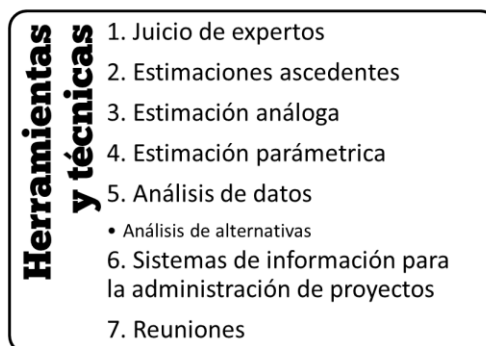 Herramientas
y técnicas
1. Juicio de expertos
2. Estimaciones ascedentes
3. Estimación análoga
4. Estimación parámetrica
5. Análisis de datos
• Análisis de alternativas
6. Sistemas de información para
la administración de proyectos
7. Reuniones